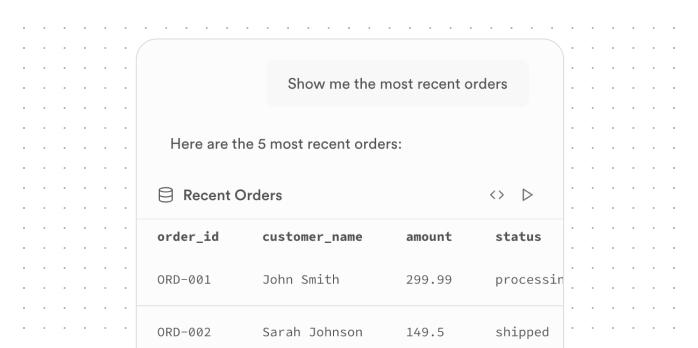 Show me the most recent orders
Here are the 5 most recent orders:
Recent Orders
order_id customer_name amount status
ORD-001 John Smith 299.99 processin
ORD-002 Sarah Johnson 149.5 shipped